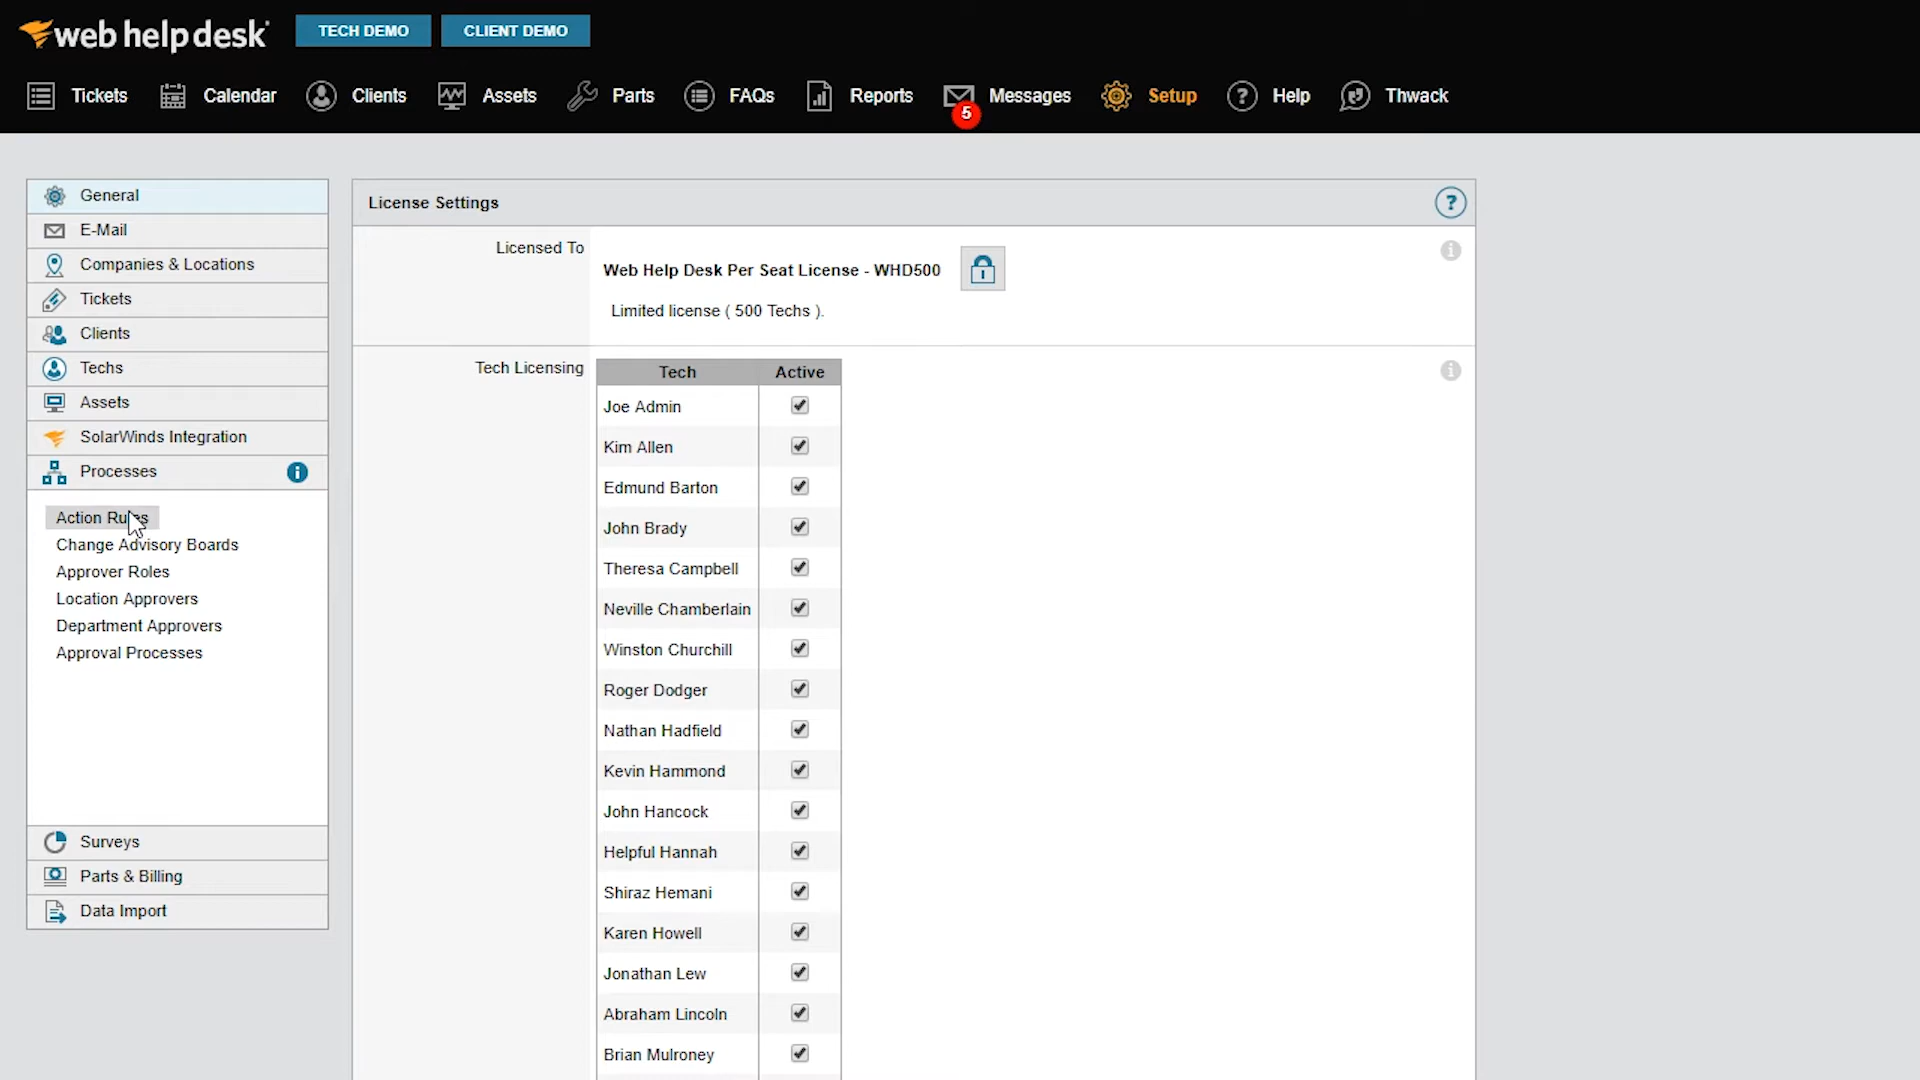 web help desk
TECH DEMO
CLIENT DEMO
Tickets
Calendar
Clients
Assets
Parts
FAQs
Reports
5
Messages
Setup
? Help
Thwack
General
E-Mail
Companies & Locations
Tickets
Clients
Techs
Assets
SolarWinds Integration
Processes i
Action Rules
Change Advisory Boards
Approver Roles
Location Approvers
Department Approvers
Approval Processes
Surveys
Parts & Billing
Data Import
License Settings ?
Licensed To i
Web Help Desk Per Seat License - WHD500
Limited license ( 500 Techs ).
Tech Licensing i
Tech Active
Joe Admin
Kim Allen
Edmund Barton
John Brady
Theresa Campbell
Neville Chamberlain
Winston Churchill
Roger Dodger
Nathan Hadfield
Kevin Hammond
John Hancock
Helpful Hannah
Shiraz Hemani
Karen Howell
Jonathan Lew
Abraham Lincoln
Brian Mulroney